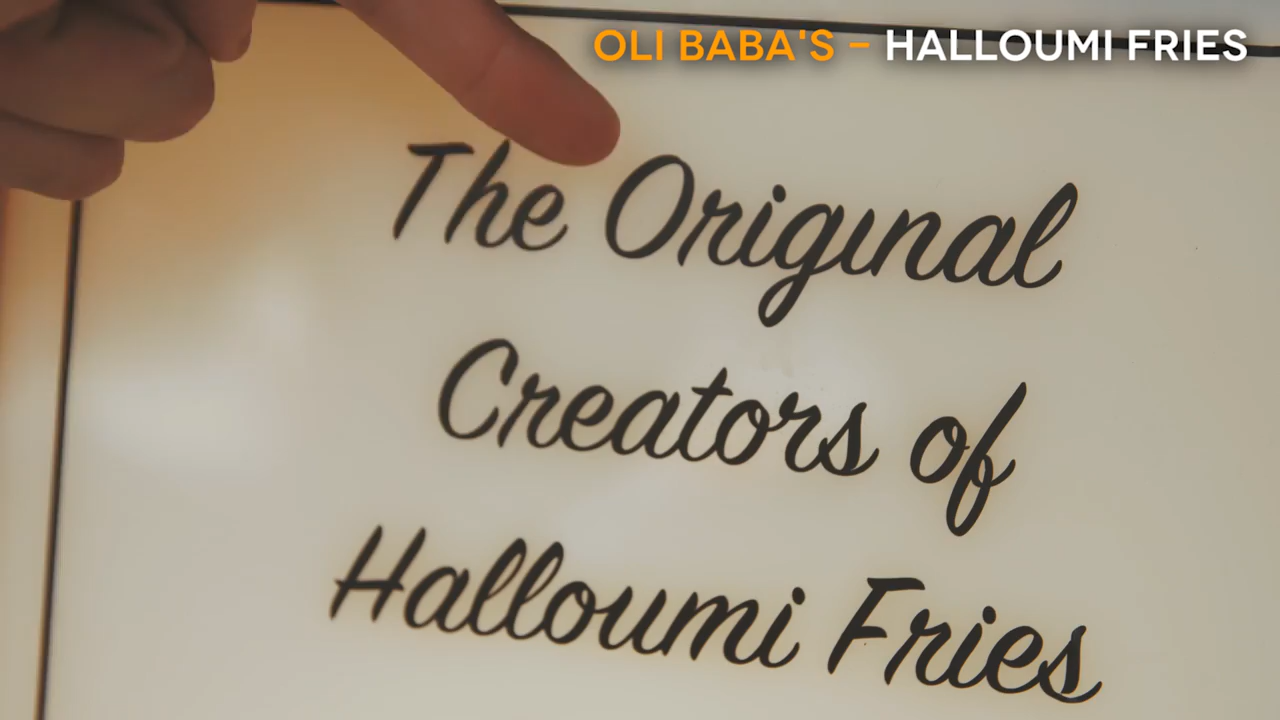 OLI BABA'S – HALLOUMI FRIES
The Original
Creators of
Halloumi Fries